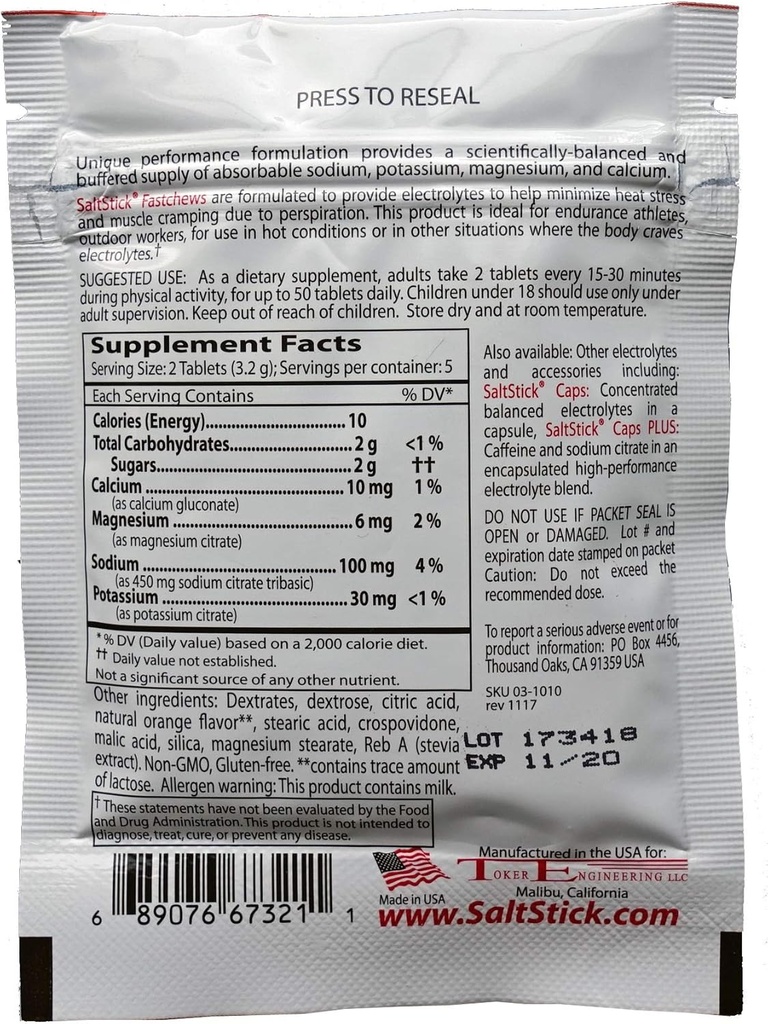 PRESS TO RESEAL
Unique performance formulation provides a scientifically-balanced and
buffered supply of absorbable sodium, potassium, magnesium, and calcium.
SaltStick® Fastchews are formulated to provide electrolytes to help minimize heat stress
and muscle cramping due to perspiration. This product is ideal for endurance athletes,
outdoor workers, for use in hot conditions or in other situations where the body craves
electrolytes.†
SUGGESTED USE: As a dietary supplement, adults take 2 tablets every 15-30 minutes
during physical activity, for up to 50 tablets daily. Children under 18 should use only under
adult supervision. Keep out of reach of children. Store dry and at room temperature.
Supplement Facts
Serving Size: 2 Tablets (3.2 g); Servings per container: 5
Each Serving Contains % DV*
Calories (Energy).............................. 10
Total Carbohydrates.......................... 2 g <1 %
Sugars.......................................... 2 g ††
Calcium .......................................... 10 mg 1 %
(as calcium gluconate)
Magnesium ...................................... 6 mg 2 %
(as magnesium citrate)
Sodium .......................................... 100 mg 4 %
(as 450 mg sodium citrate tribasic)
Potassium ........................................ 30 mg <1 %
(as potassium citrate)
*% DV (Daily value) based on a 2,000 calorie diet.
†† Daily value not established.
Not a significant source of any other nutrient.
Other ingredients: Dextrates, dextrose, citric acid,
natural orange flavor**, stearic acid, crospovidone,
malic acid, silica, magnesium stearate, Reb A (stevia
extract). Non-GMO, Gluten-free. **contains trace amount
of lactose. Allergen warning: This product contains milk.
† These statements have not been evaluated by the Food
and Drug Administration. This product is not intended to
diagnose, treat, cure, or prevent any disease.
Also available: Other electrolytes
and accessories including:
SaltStick® Caps: Concentrated
balanced electrolytes in a
capsule, SaltStick® Caps PLUS:
Caffeine and sodium citrate in an
encapsulated high-performance
electrolyte blend.
DO NOT USE IF PACKET SEAL IS
OPEN or DAMAGED. Lot # and
expiration date stamped on packet
Caution: Do not exceed the
recommended dose.
To report a serious adverse event or for
product information: PO Box 4456,
Thousand Oaks, CA 91359 USA
SKU 03-1010
rev 1117
LOT 173418
EXP 11/20
6 89076 67321 1
Made in USA
Manufactured in the USA for:
TOKER ENGINEERING LLC
Malibu, California
www.SaltStick.com